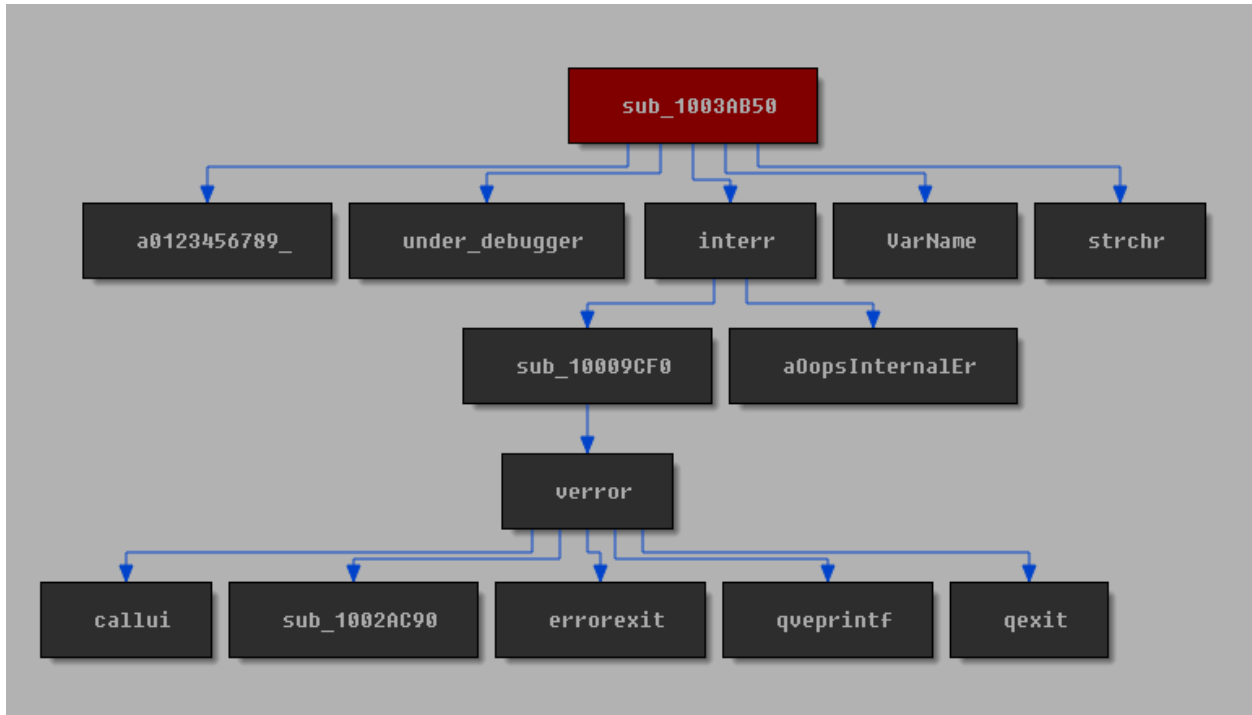 sub_1003AB50
a0123456789_
under_debugger
interr
VarName
strchr
sub_10009CF0
aOopsInternalEr
verror
callui
sub_1002AC90
errorexit
qveprintf
qexit